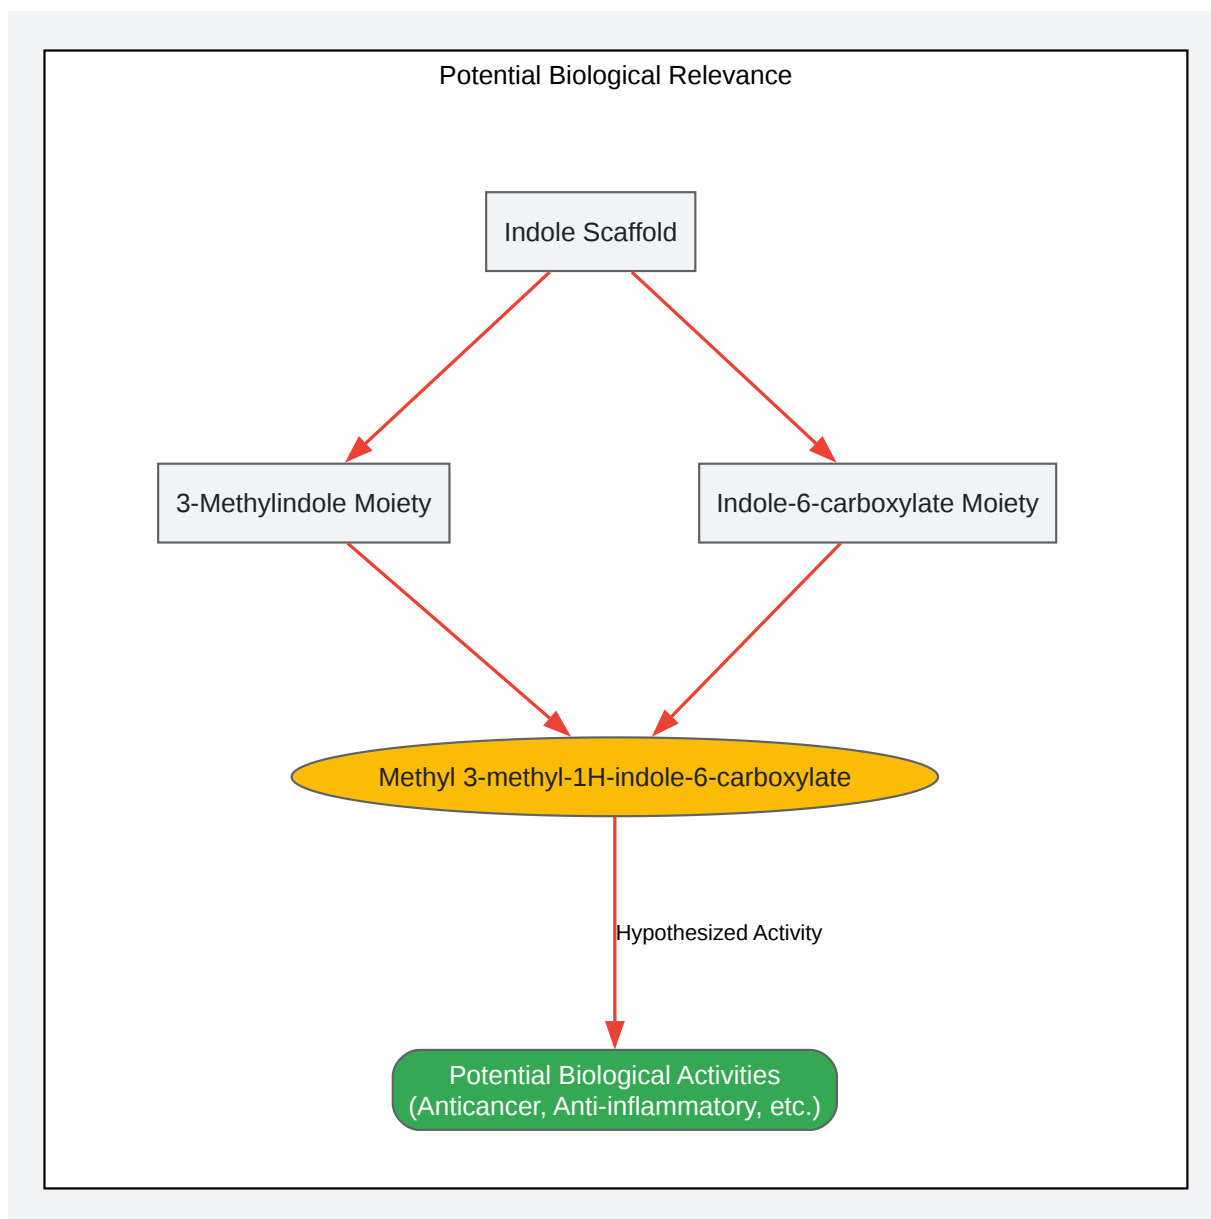 Potential Biological Relevance
Indole Scaffold
3-Methylindole Moiety
Indole-6-carboxylate Moiety
Methyl 3-methyl-1H-indole-6-carboxylate
Hypothesized Activity
Potential Biological Activities
(Anticancer, Anti-inflammatory, etc.)